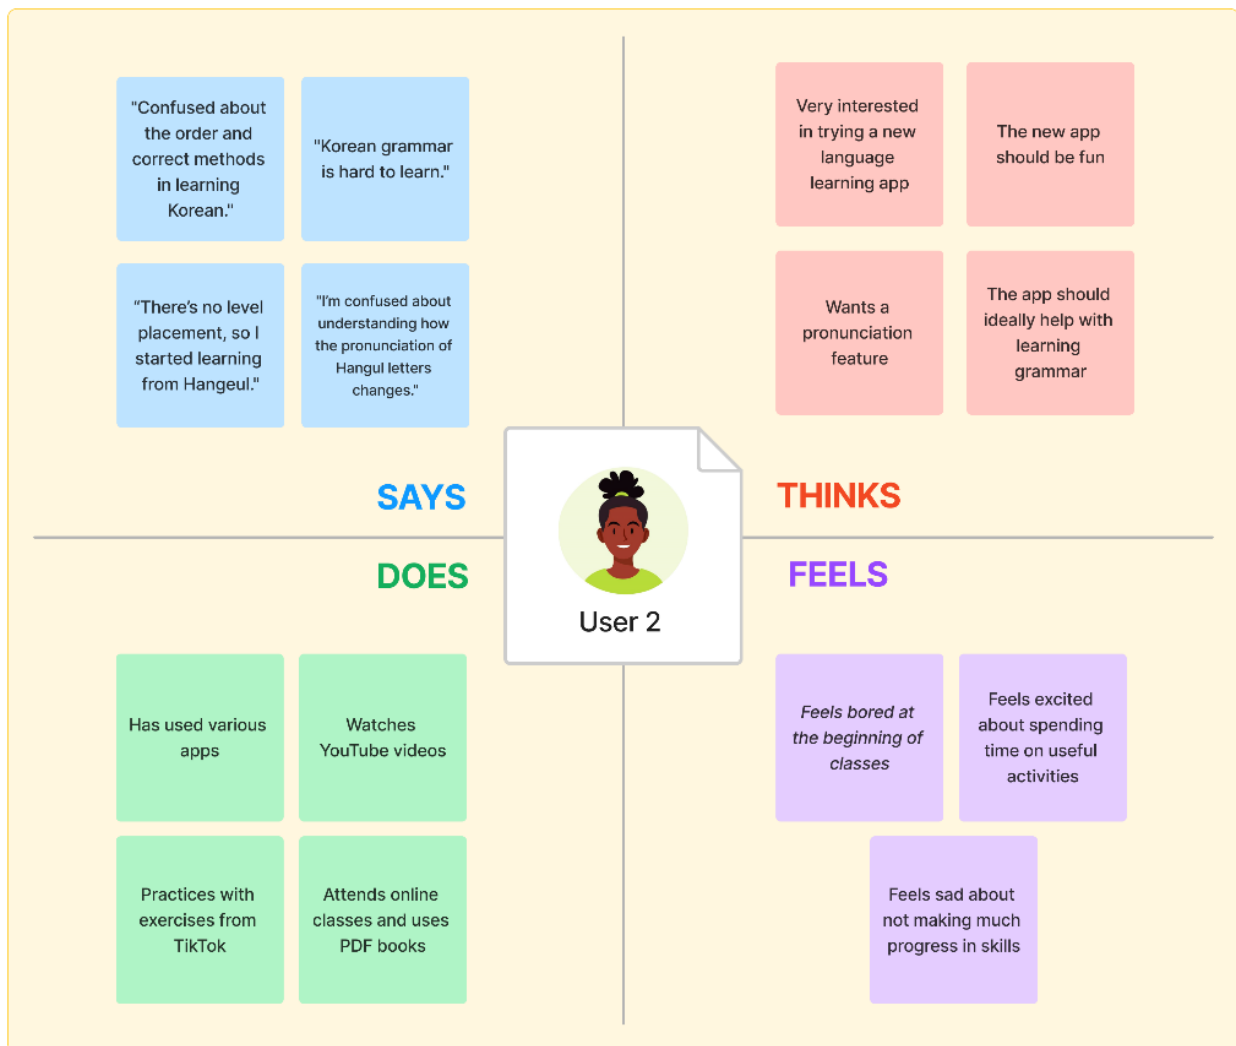 "Confused about
the order and
correct methods
in learning
Korean."
"Korean grammar
is hard to learn."
“There’s no level
placement, so I
started learning
from Hangeul."
"I’m confused about
understanding how
the pronunciation of
Hangul letters
changes."
SAYS
Very interested
in trying a new
language
learning app
The new app
should be fun
Wants a
pronunciation
feature
The app should
ideally help with
learning
grammar
THINKS
User 2
DOES
Has used various
apps
Watches
YouTube videos
Practices with
exercises from
TikTok
Attends online
classes and uses
PDF books
FEELS
Feels bored at
the beginning of
classes
Feels excited
about spending
time on useful
activities
Feels sad about
not making much
progress in skills